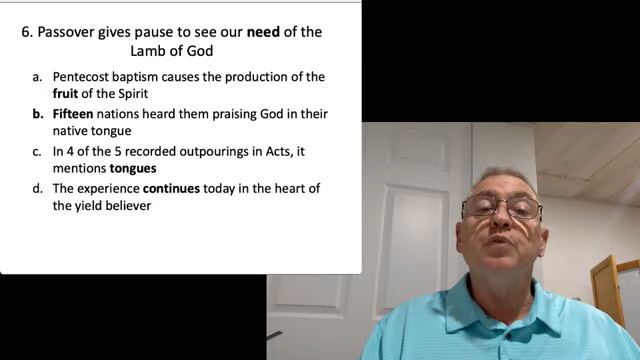 6. Passover gives pause to see our need of the
Lamb of God
a. Pentecost baptism causes the production of the
fruit of the Spirit
b. Fifteen nations heard them praising God in their
native tongue
c. In 4 of the 5 recorded outpourings in Acts, it
mentions tongues
d. The experience continues today in the heart of
the yield believer